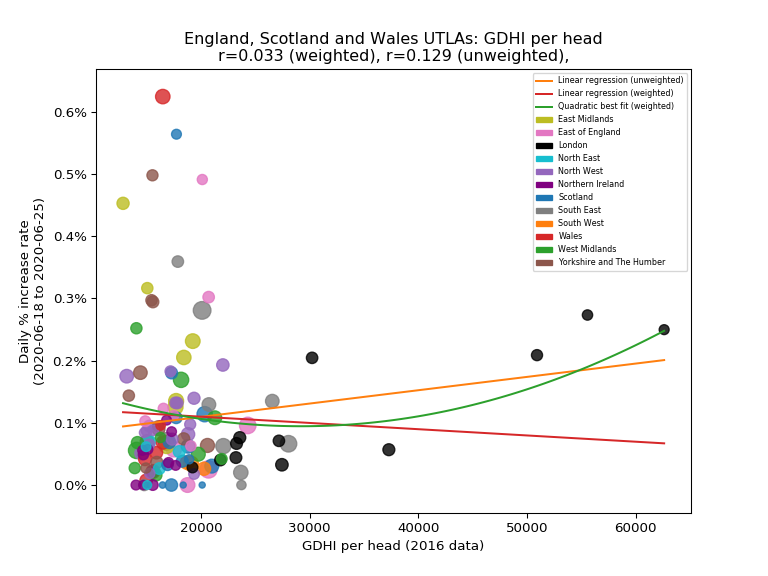 England, Scotland and Wales UTLAs: GDHI per head
r=0.033 (weighted), r=0.129 (unweighted),
Linear regression (unweighted)
Linear regression (weighted)
Quadratic best fit (weighted)
East Midlands
East of England
London
North East
North West
Northern Ireland
Scotland
South East
South West
Wales
West Midlands
Yorkshire and The Humber
0.6%
0.5%
0.4%
0.3%
0.2%
0.1%
0.0%
Daily % increase rate
(2020-06-18 to 2020-06-25)
20000
30000
40000
50000
60000
GDHI per head (2016 data)